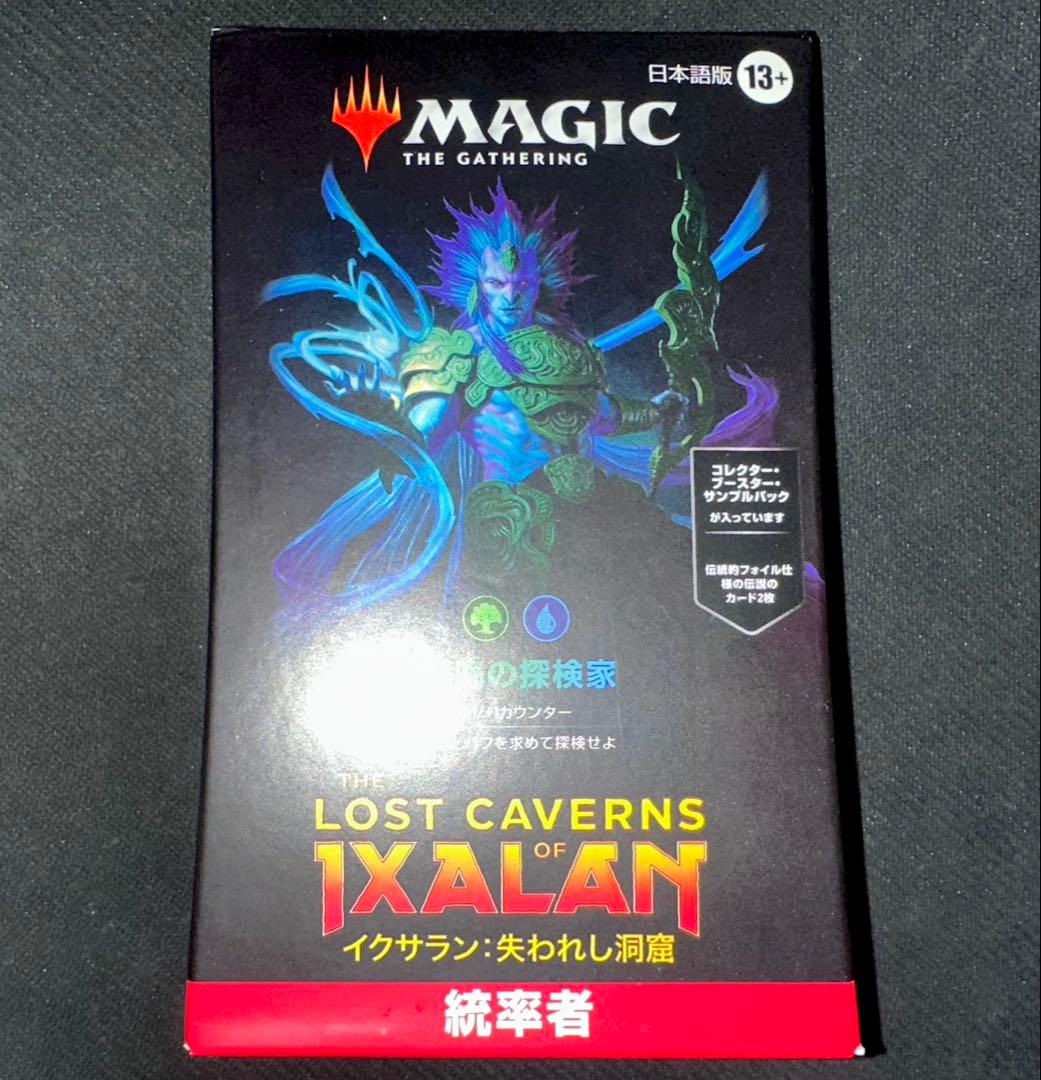 日本語版 13+
MAGIC
THE GATHERING
コレクター・
ブースター・
サンプルパック
が入っています
伝統的フォイル仕
様の伝説の
カード2枚
の探検家
カウンター
を求めて探検せよ
THE
LOST CAVERNS
OF
IXALAN
イクサラン:失われし洞窟
統率者